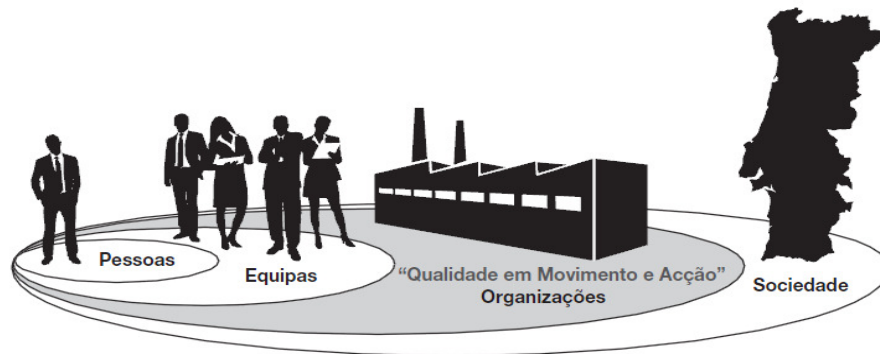 Pessoas
Equipas
“Qualidade em Movimento e Acção”
Organizações
Sociedade